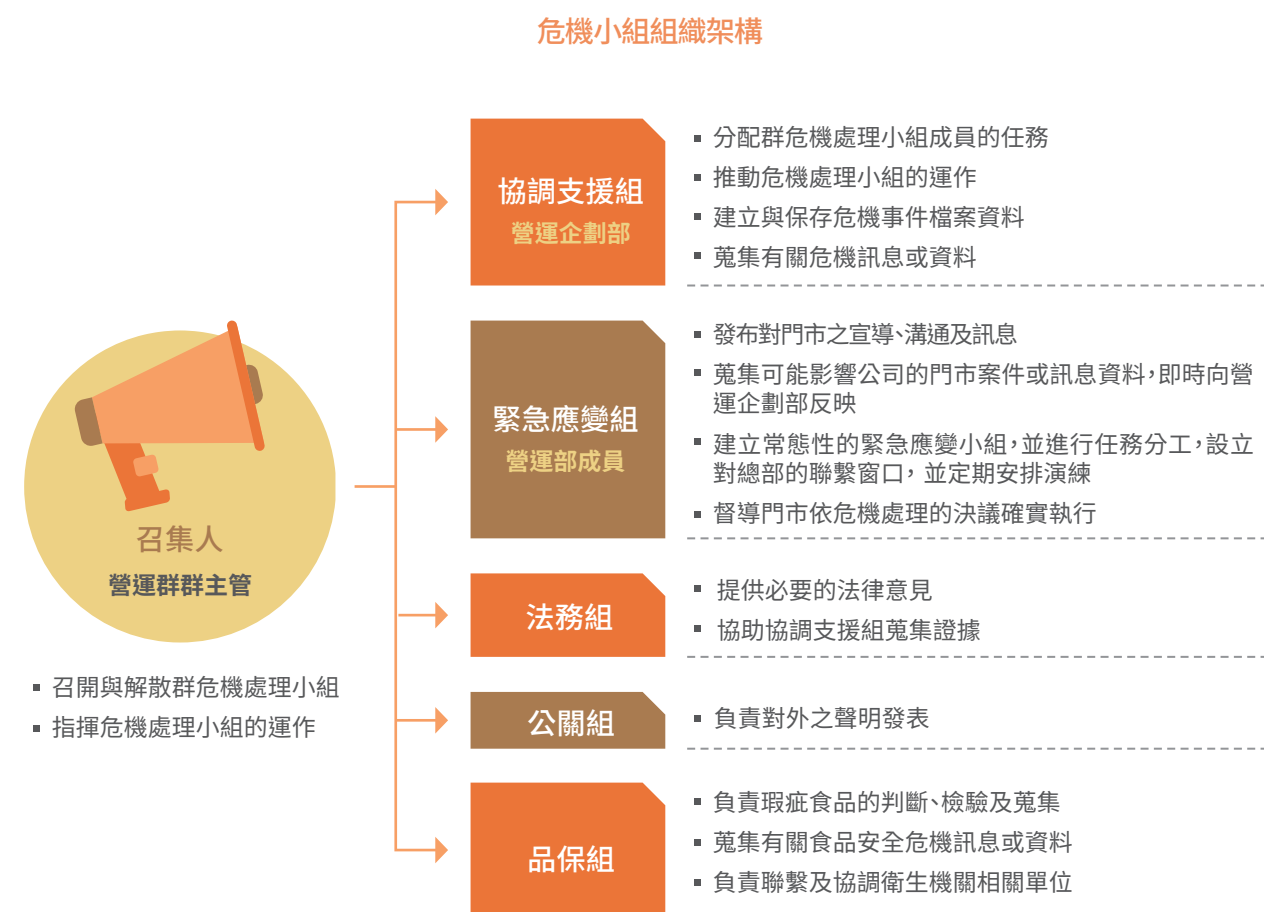 危機小組組織架構
召集人
營運群群主管
▪ 召開與解散群危機處理小組
▪ 指揮危機處理小組的運作
協調支援組
營運企劃部
▪ 分配群危機處理小組成員的任務
▪ 推動危機處理小組的運作
▪ 建立與保存危機事件檔案資料
▪ 蒐集有關危機訊息或資料
緊急應變組
營運部成員
▪ 發布對門市之宣導、溝通及訊息
▪ 蒐集可能影響公司的門市案件或訊息資料，即時向營
運企劃部反映
▪ 建立常態性的緊急應變小組，並進行任務分工，設立
對總部的聯繫窗口，並定期安排演練
▪ 督導門市依危機處理的決議確實執行
法務組
▪ 提供必要的法律意見
▪ 協助協調支援組蒐集證據
公關組
▪ 負責對外之聲明發表
品保組
▪ 負責瑕疵食品的判斷、檢驗及蒐集
▪ 蒐集有關食品安全危機訊息或資料
▪ 負責聯繫及協調衛生機關相關單位